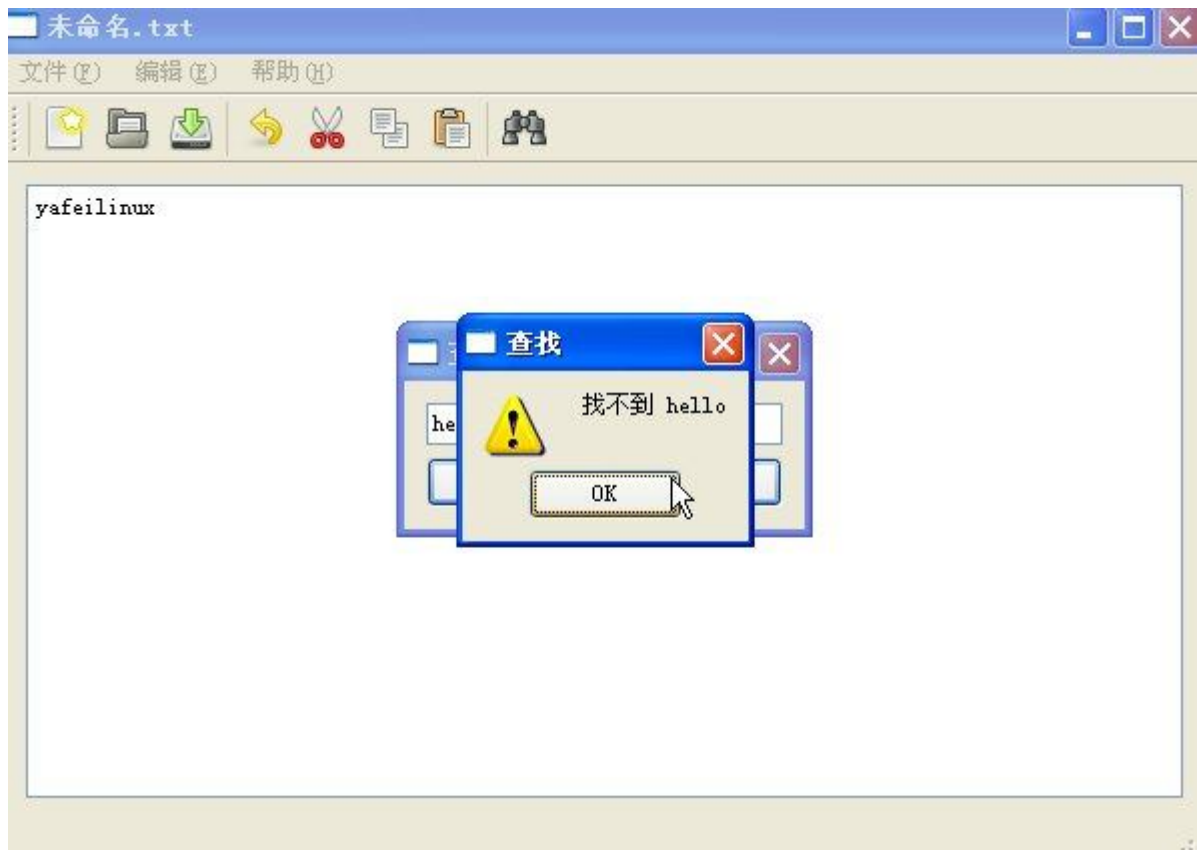 未命名.txt
文件(F) 编辑(E) 帮助(H)
yafeilinux
查找
找不到 hello
he
OK